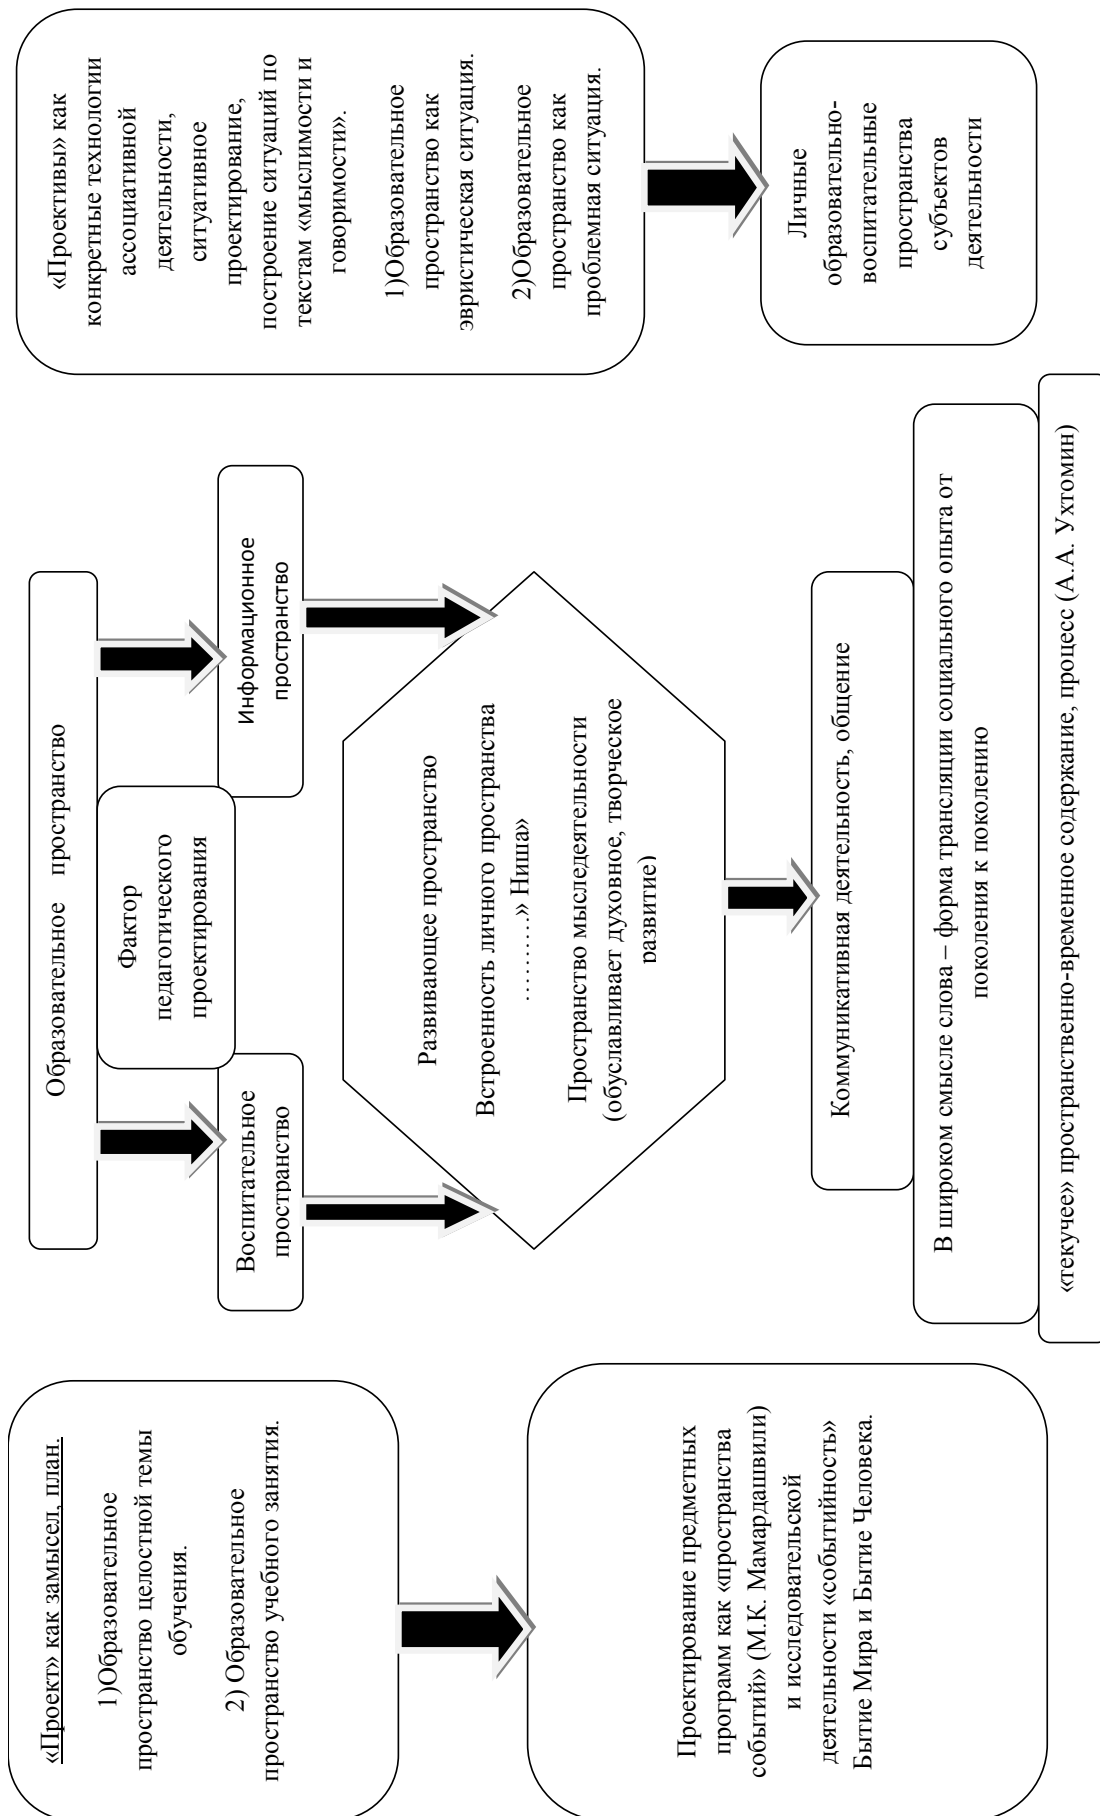 «Проект» как замысел, план.
1)Образовательное
пространство целостной темы
обучения.
2) Образовательное
пространство учебного занятия.
Проектирование предметных
программ как «пространства
событий» (М.К. Мамардашвили)
и исследовательской
деятельности «событийность»
Бытие Мира и Бытие Человека.
Образовательное пространство
Фактор
педагогического
проектирования
Воспитательное
пространство
Информационное
пространство
Развивающее пространство
Встроенность личного пространства
………» Ниша»
Пространство мыследеятельности
(обуславливает духовное, творческое
развитие)
Коммуникативная деятельность, общение
В широком смысле слова – форма трансляции социального опыта от
поколения к поколению
«текучее» пространственно-временное содержание, процесс (А.А. Ухтомин)
«Проективы» как
конкретные технологии
ассоциативной
деятельности,
ситуативное
проектирование,
построение ситуаций по
текстам «мыслимости и
говоримости».
1)Образовательное
пространство как
эвристическая ситуация.
2)Образовательное
пространство как
проблемная ситуация.
Личные
образовательно-
воспитательные
пространства
субъектов
деятельности